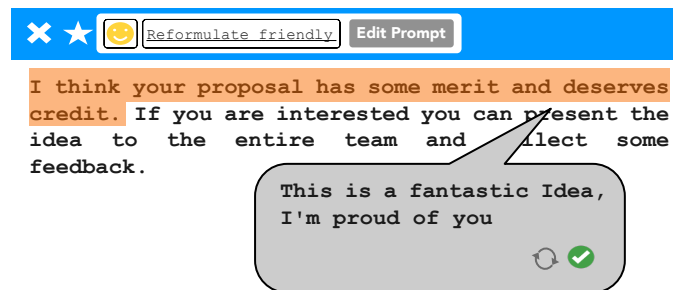 Reformulate friendly Edit Prompt
I think your proposal has some merit and deserves
credit. If you are interested you can present the
idea to the entire team and some
feedback.
This is a fantastic Idea,
I'm proud of you